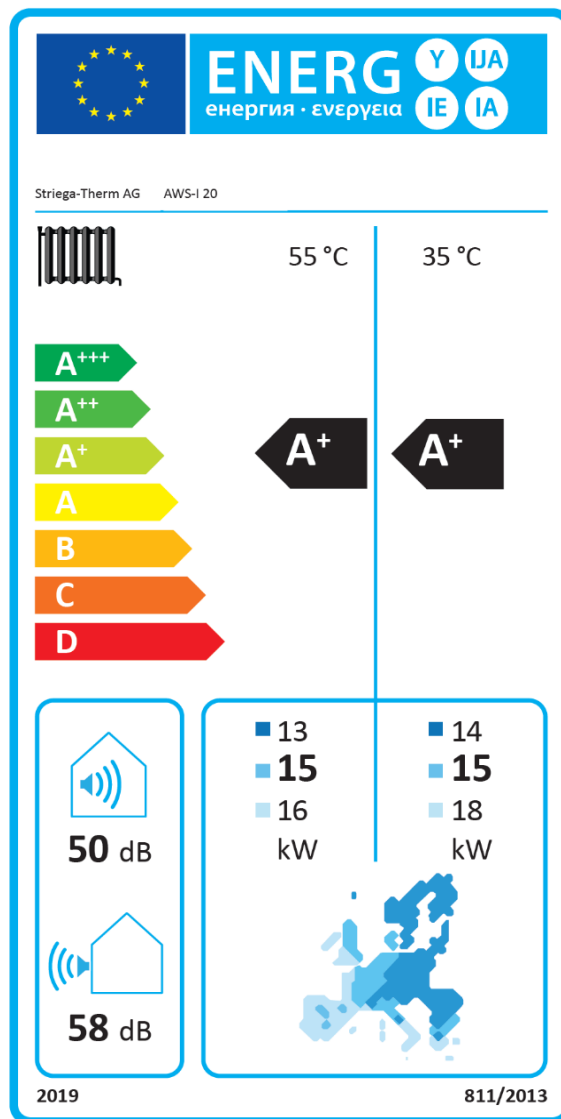 ENERG Y IJA
енергия · ενεργεια IE IA
Striega-Therm AG AWS-I 20
55 °C 35 °C
A+++
A++
A+
A
B
C
D
A+ A+
50 dB
58 dB
13 14
15 15
16 18
kW kW
2019 811/2013